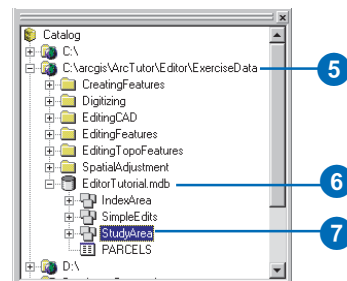 Catalog
C:\
C:\arcgis\ArcTutor\Editor\ExerciseData
5
CreatingFeatures
Digitizing
EditingCAD
EditingFeatures
EditingTopoFeatures
SpatialAdjustment
EditorTutorial.mdb
6
IndexArea
SimpleEdits
StudyArea
7
PARCELS
D:\